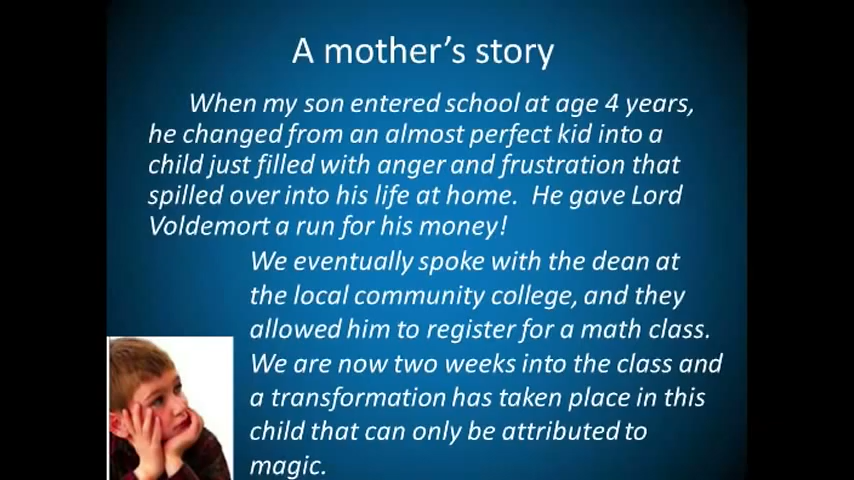 A mother's story
When my son entered school at age 4 years,
he changed from an almost perfect kid into a
child just filled with anger and frustration that
spilled over into his life at home.  He gave Lord
Voldemort a run for his money!
We eventually spoke with the dean at
the local community college, and they
allowed him to register for a math class.
We are now two weeks into the class and
a transformation has taken place in this
child that can only be attributed to
magic.